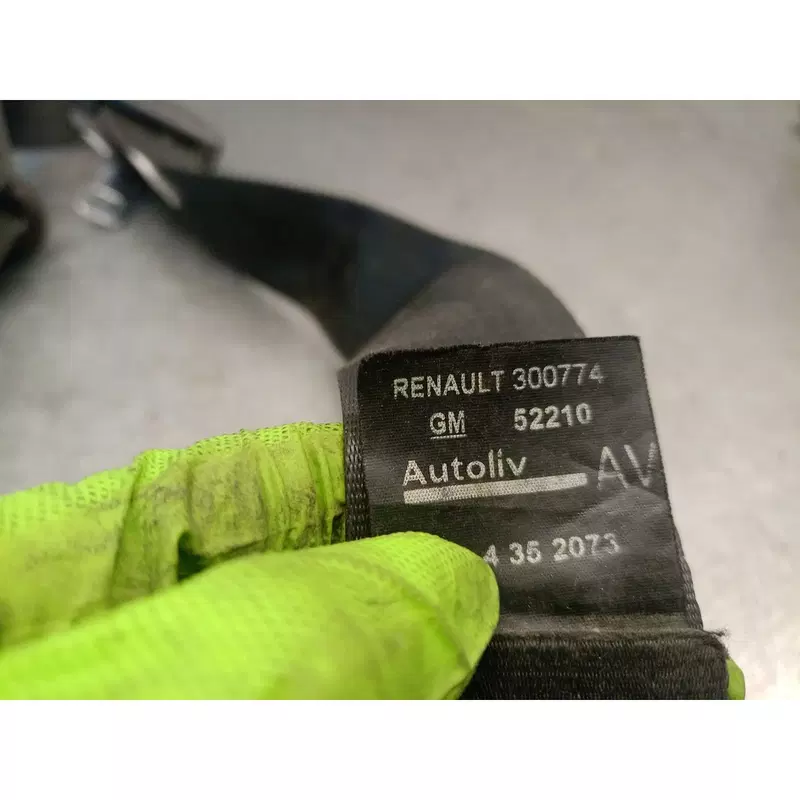 RENAULT 300774
GM 52210
Autoliv AV
4 35 2073